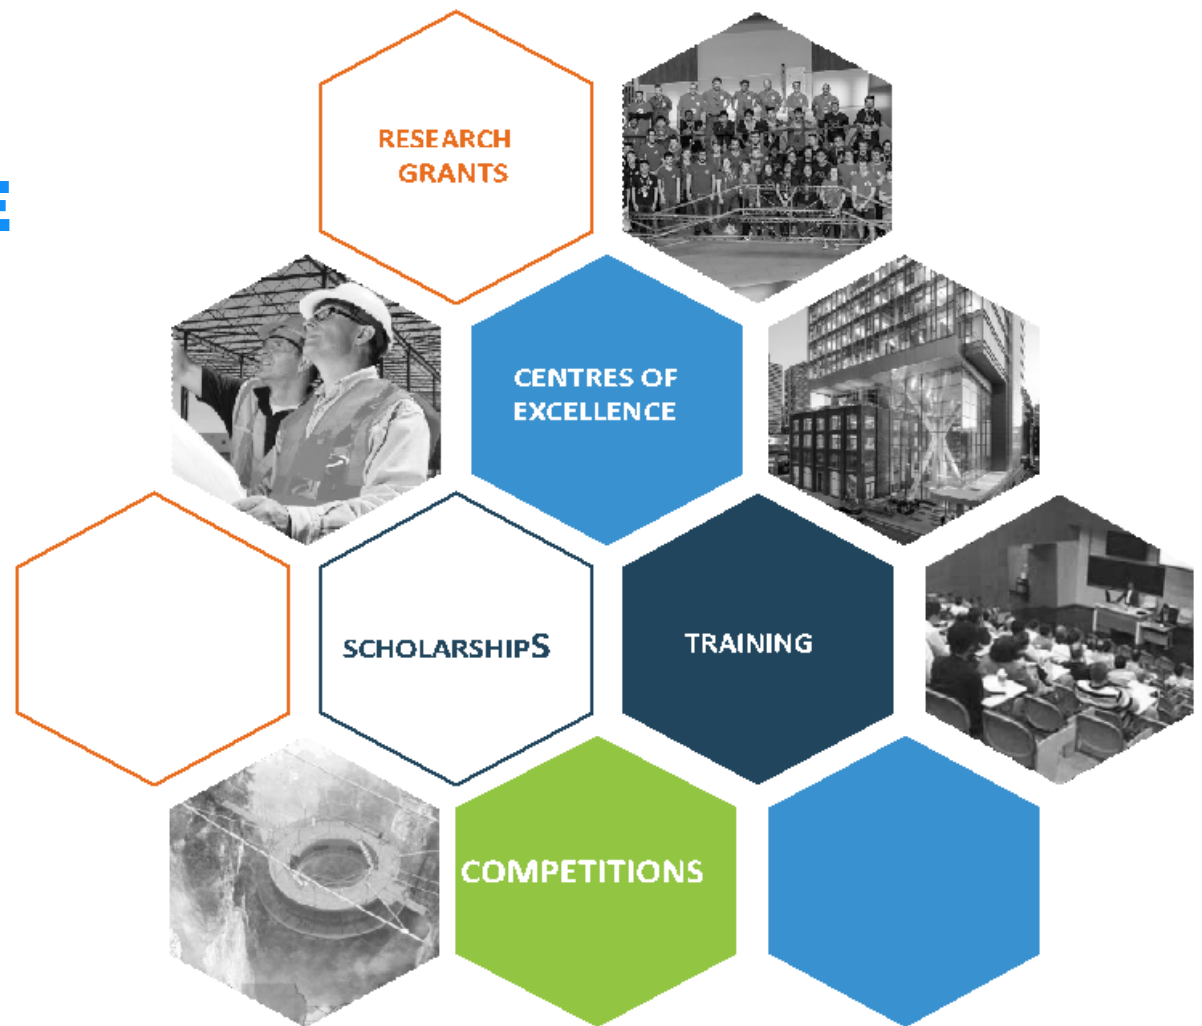 RESEARCH
GRANTS
E
CENTRES OF
EXCELLENCE
SCHOLARSHIPS
TRAINING
COMPETITIONS